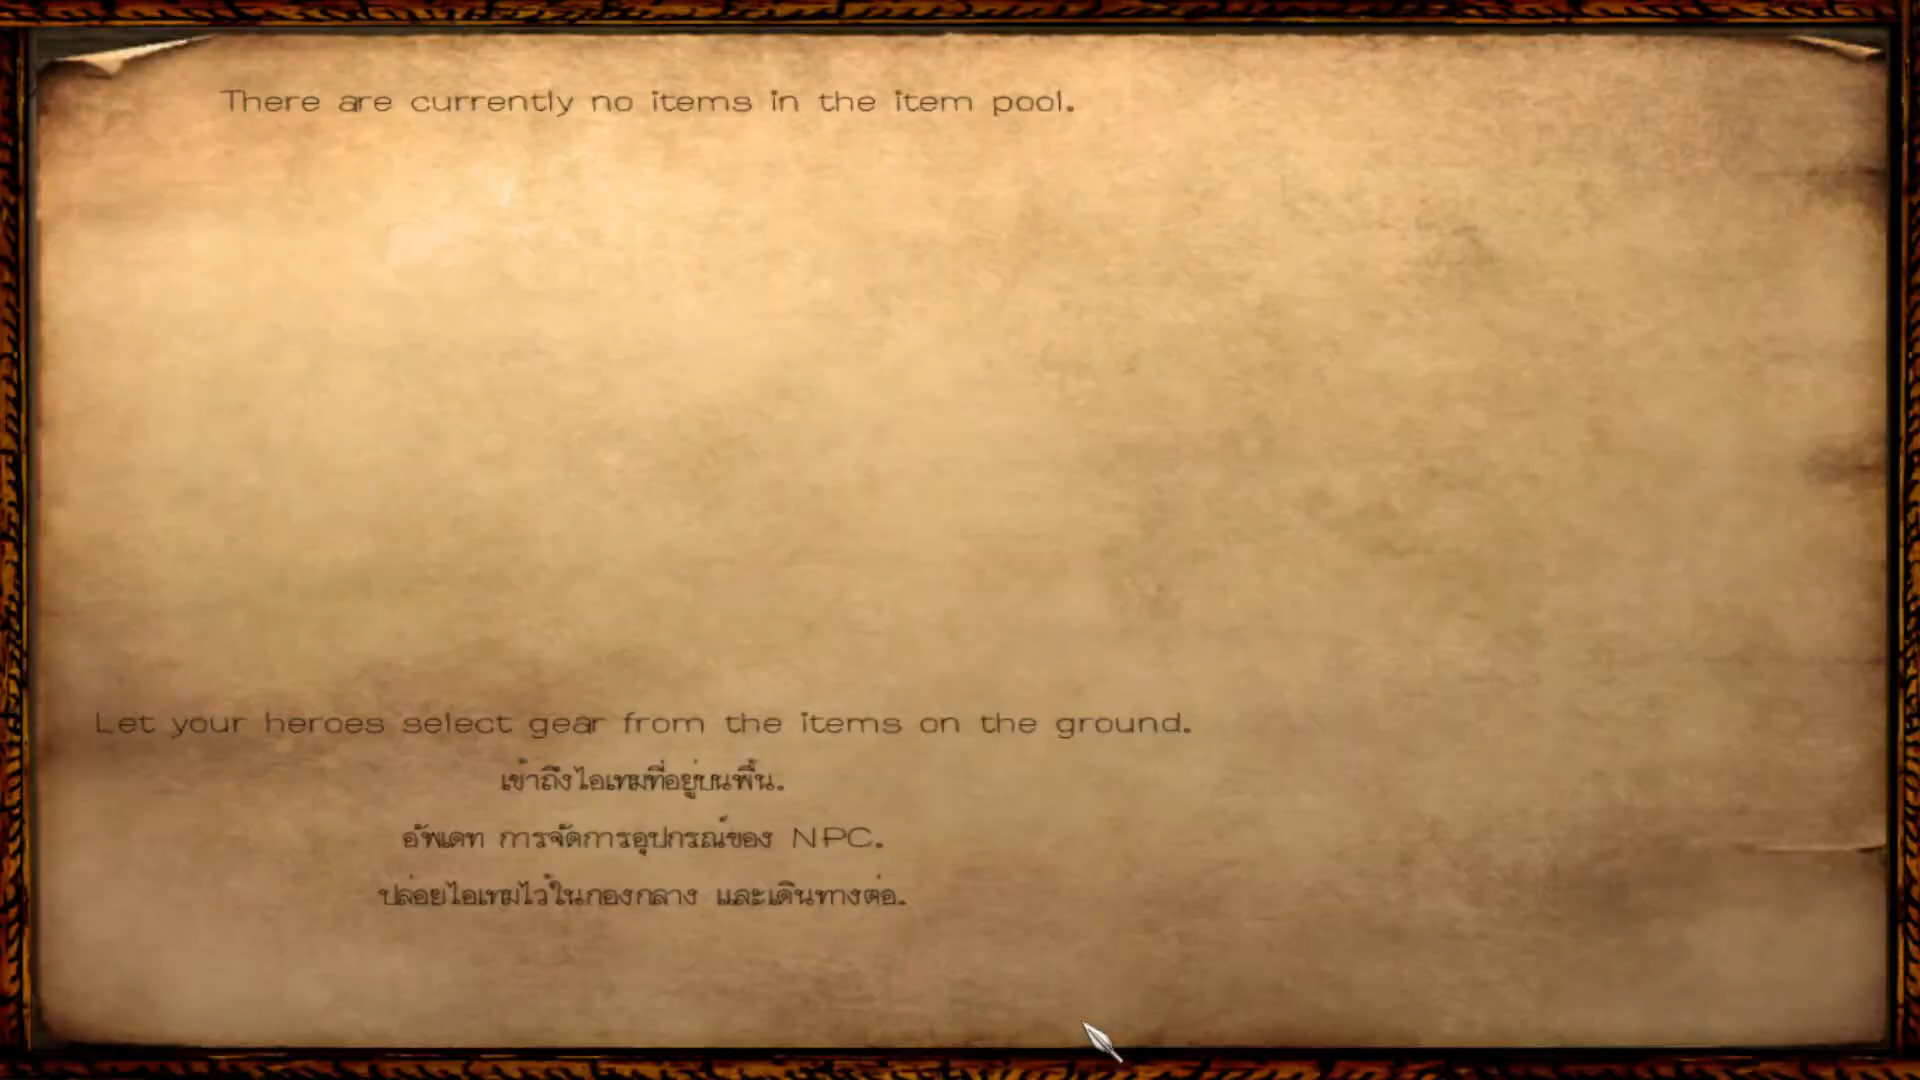 There are currently no items in the item pool.
Let your heroes select gear from the items on the ground.
เข้าถึงไอเทมที่อยู่บนพื้น.
อัพเดท การจัดการอุปกรณ์ของ NPC.
ปล่อยไอเทมไว้ในกองกลาง และเดินทางต่อ.